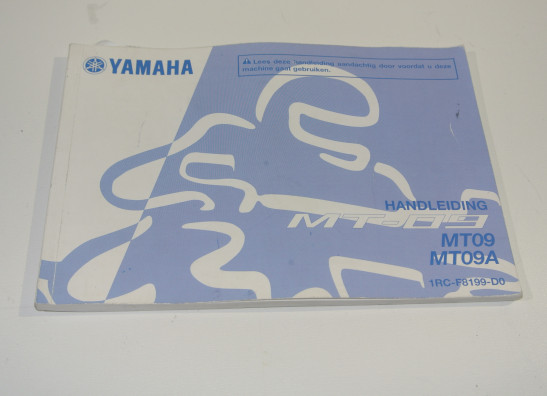 YAMAHA
Lees deze handleiding aandachtig door voordat u deze
machine gaat gebruiken.
HANDLEIDING
MT-09
MT09
MT09A
1RC-F8199-D0